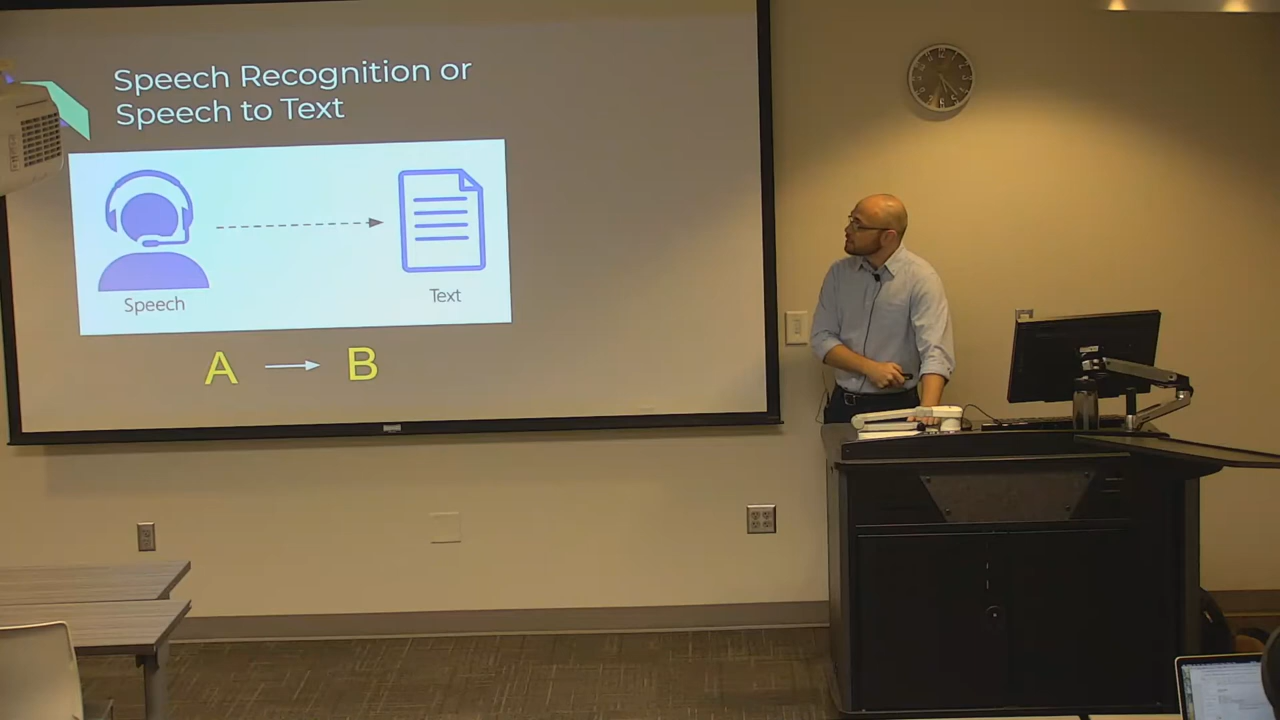 Speech Recognition or
Speech to Text
Speech
Text
A → B